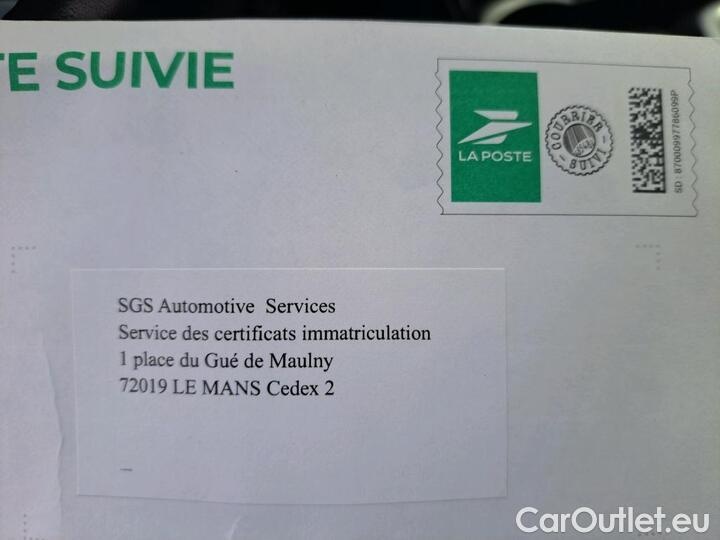 TE SUIVIE
LA POSTE
COURRIER SUIVI
SD : 87000997786099P
SGS Automotive Services
Service des certificats immatriculation
1 place du Gué de Maulny
72019 LE MANS Cedex 2
CarOutlet.eu